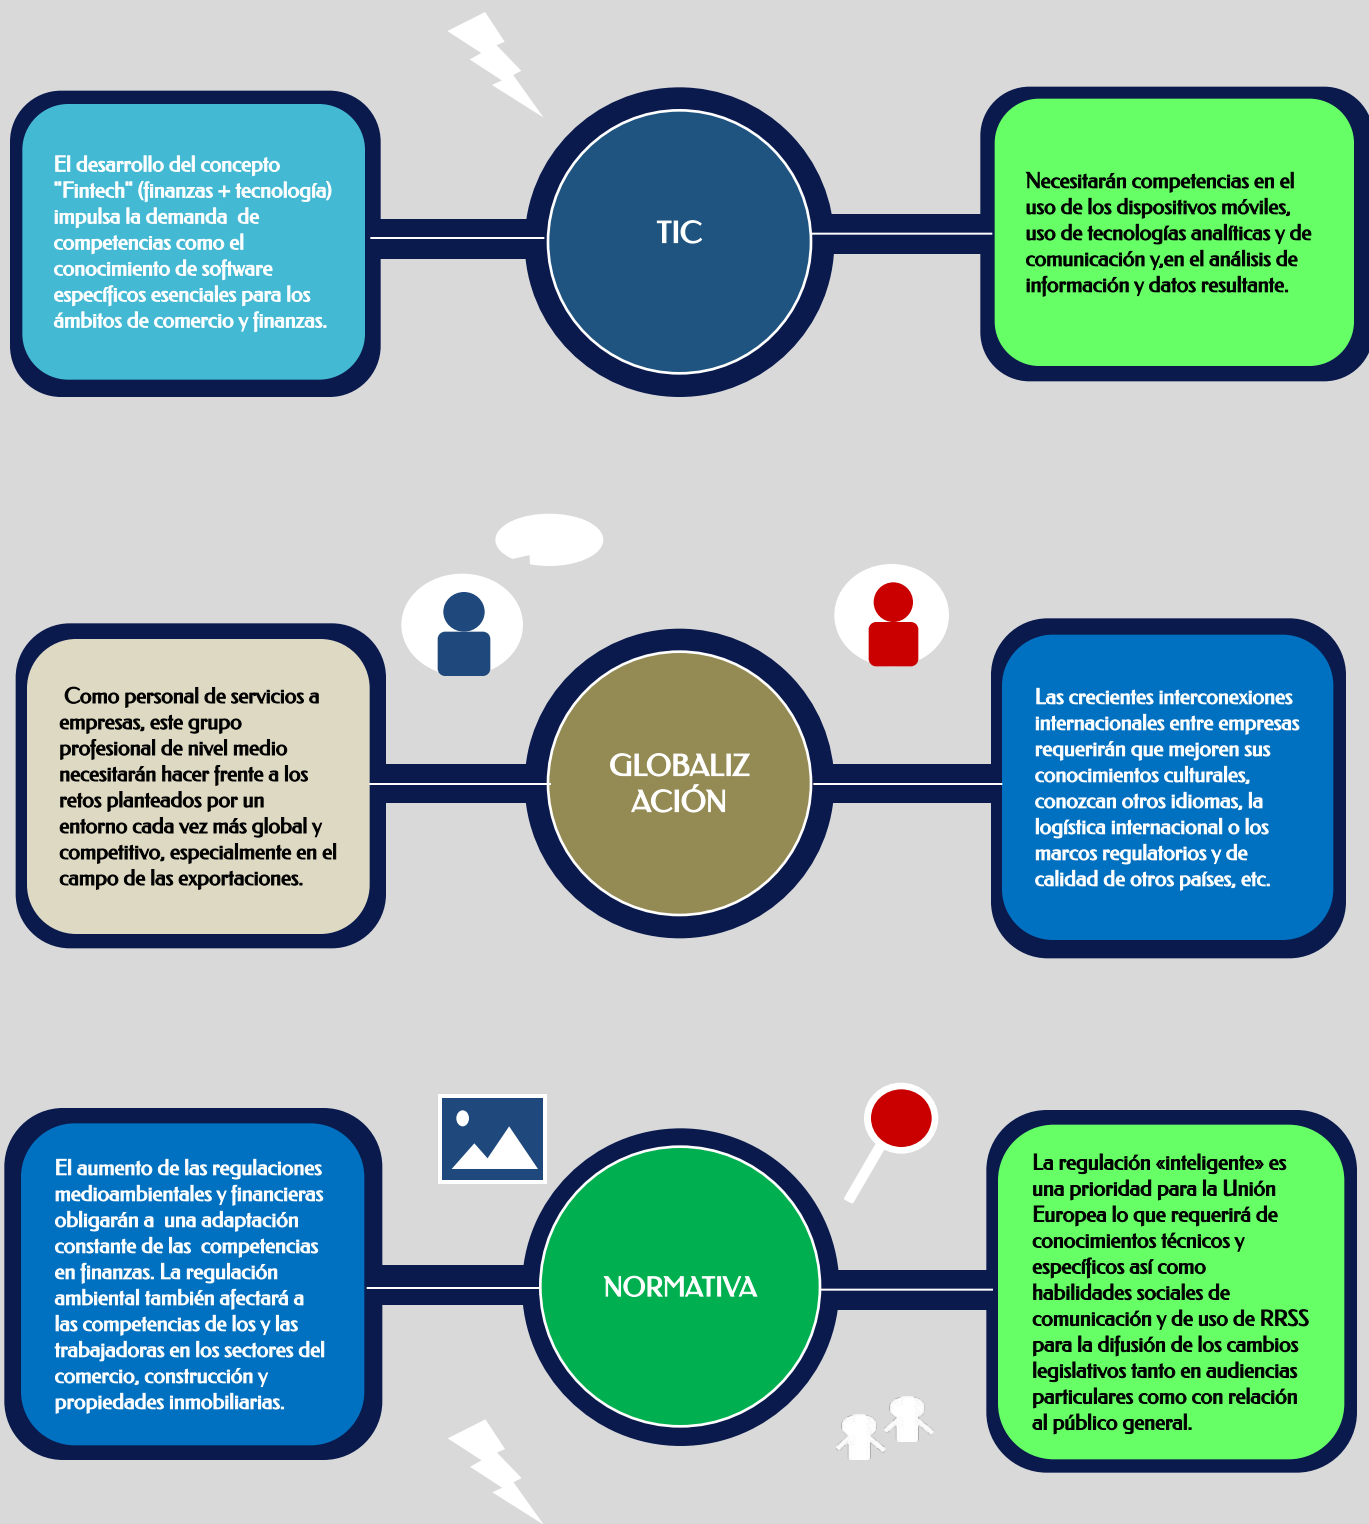 El desarrollo del concepto
"Fintech" (finanzas + tecnología)
impulsa la demanda  de
competencias como el
conocimiento de software
específicos esenciales para los
ámbitos de comercio y finanzas.
TIC
Necesitarán competencias en el
uso de los dispositivos móviles,
uso de tecnologías analíticas y de
comunicación y,en el análisis de
información y datos resultante.
Como personal de servicios a
empresas, este grupo
profesional de nivel medio
necesitarán hacer frente a los
retos planteados por un
entorno cada vez más global y
competitivo, especialmente en el
campo de las exportaciones.
GLOBALIZ
ACIÓN
Las crecientes interconexiones
internacionales entre empresas
requerirán que mejoren sus
conocimientos culturales,
conozcan otros idiomas, la
logística internacional o los
marcos regulatorios y de
calidad de otros países, etc.
El aumento de las regulaciones
medioambientales y financieras
obligarán a  una adaptación
constante de las  competencias
en finanzas. La regulación
ambiental también afectará a
las competencias de los y las
trabajadoras en los sectores del
comercio, construcción y
propiedades inmobiliarias.
NORMATIVA
La regulación «inteligente» es
una prioridad para la Unión
Europea lo que requerirá de
conocimientos técnicos y
específicos así como
habilidades sociales de
comunicación y de uso de RRSS
para la difusión de los cambios
legislativos tanto en audiencias
particulares como con relación
al público general.